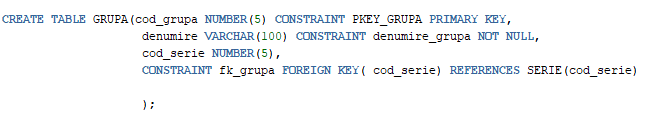 CREATE TABLE GRUPA(cod_grupa NUMBER(5) CONSTRAINT PKEY_GRUPA PRIMARY KEY,
denumire VARCHAR(100) CONSTRAINT denumire_grupa NOT NULL,
cod_serie NUMBER(5),
CONSTRAINT fk_grupa FOREIGN KEY( cod_serie) REFERENCES SERIE(cod_serie)
);